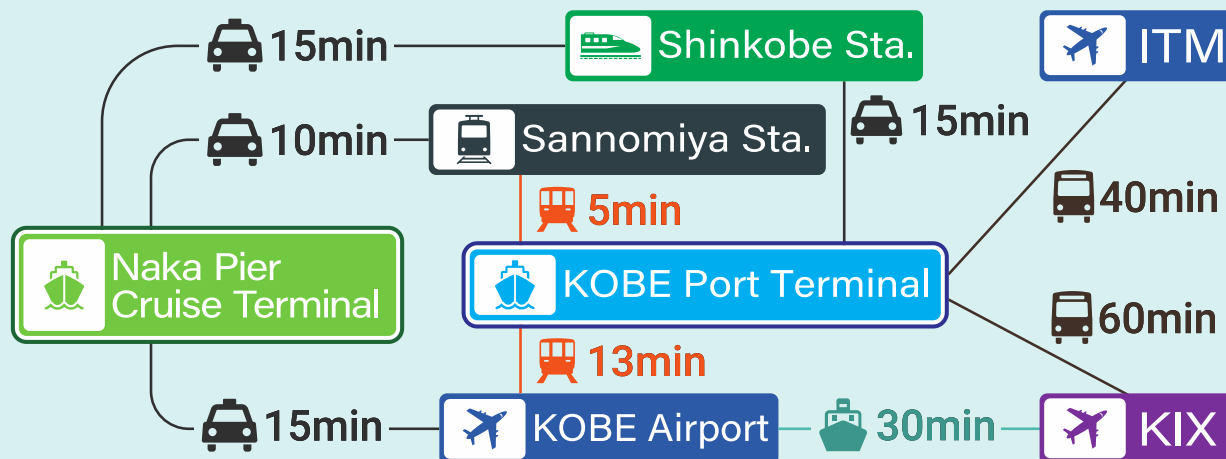 15min
Shinkobe Sta.
ITM
10min
Sannomiya Sta.
15min
5min
40min
Naka Pier
Cruise Terminal
KOBE Port Terminal
13min
60min
15min
KOBE Airport
30min
KIX